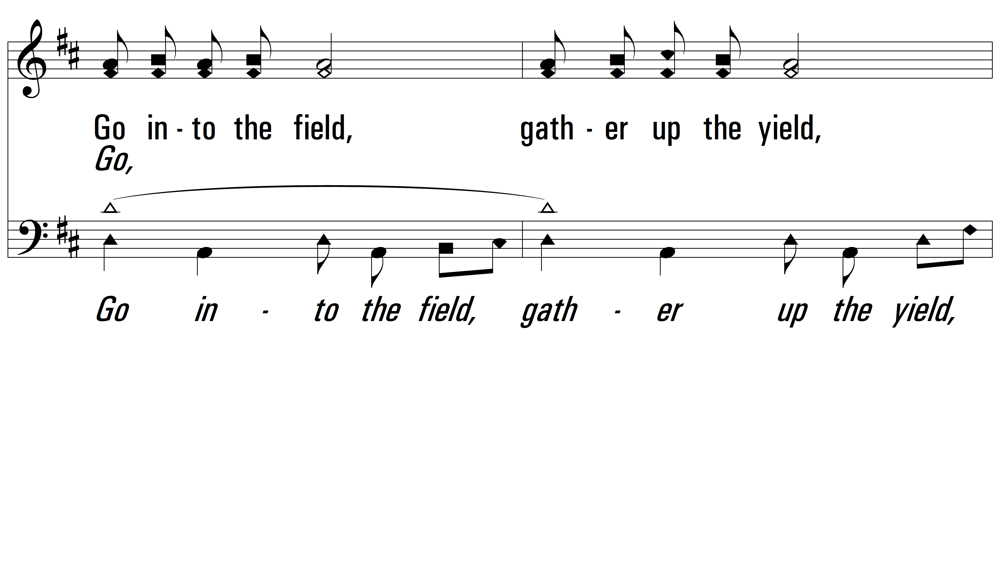 Go in - to the field, gath - er up the yield,
Go,
Go in - to the field, gath - er up the yield,